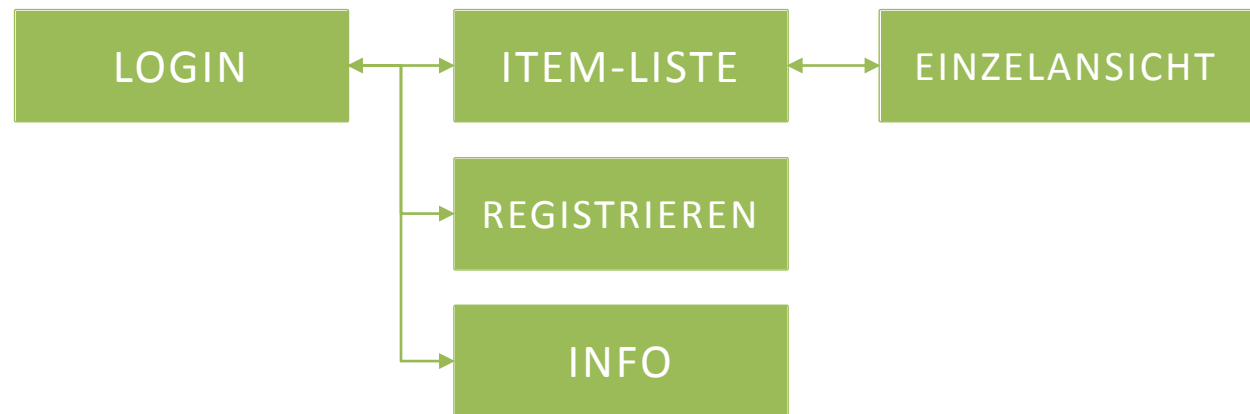 LOGIN
ITEM-LISTE
EINZELANSICHT
REGISTRIEREN
INFO